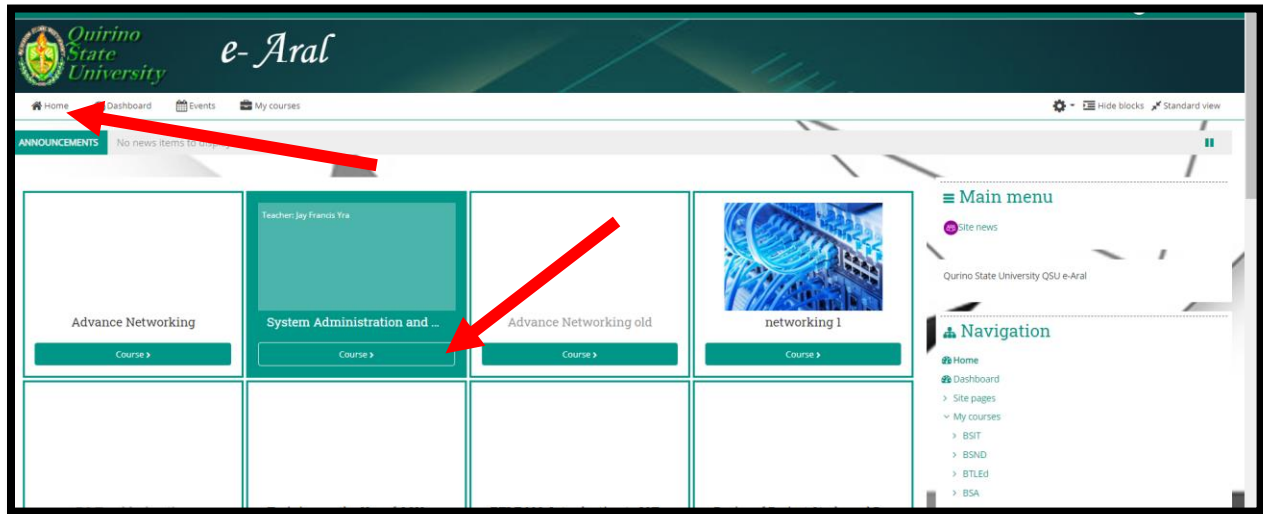 Quirino
State
University
e- Aral
Home
Dashboard
Events
My courses
Hide blocks
Standard view
ANNOUNCEMENTS
No news items to
Main menu
Site news
Qurino State University QSU e-Aral
Teacher: Jay Francis Yra
Advance Networking
System Administration and ...
Advance Networking old
networking 1
Course
Course
Course
Course
Navigation
Home
Dashboard
Site pages
My courses
BSIT
BSND
BTLEd
BSA